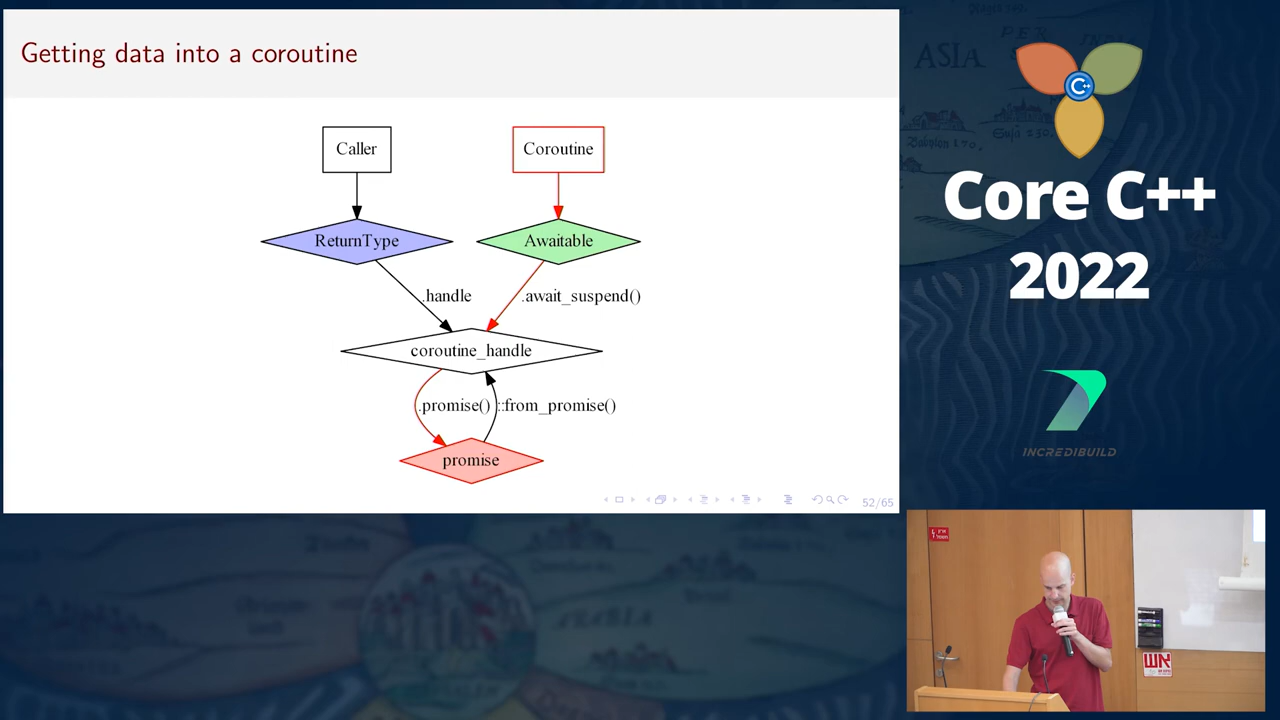 Getting data into a coroutine
Caller
Coroutine
ReturnType
Awaitable
.handle
.await_suspend()
coroutine_handle
.promise()
::from_promise()
promise
52/65
ASIA
C++
Core C++
2022
INCREDIBUILD
אש